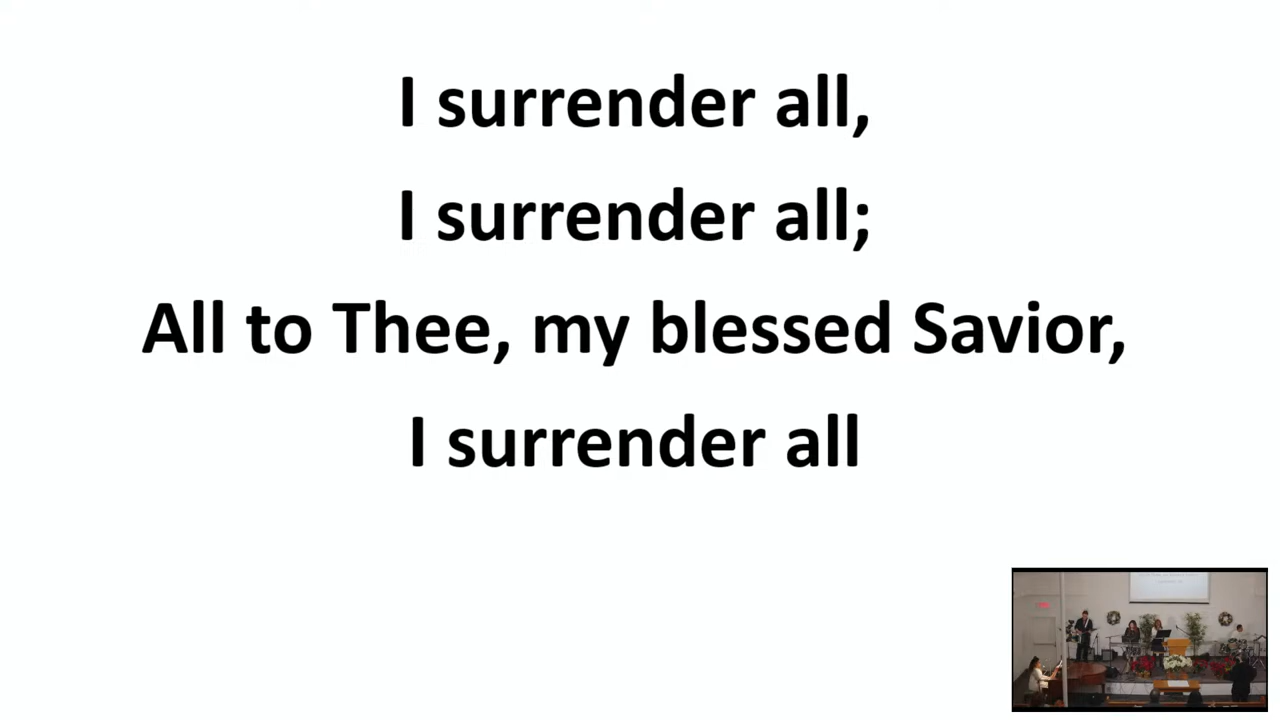 I surrender all,
I surrender all;
All to Thee, my blessed Savior,
I surrender all